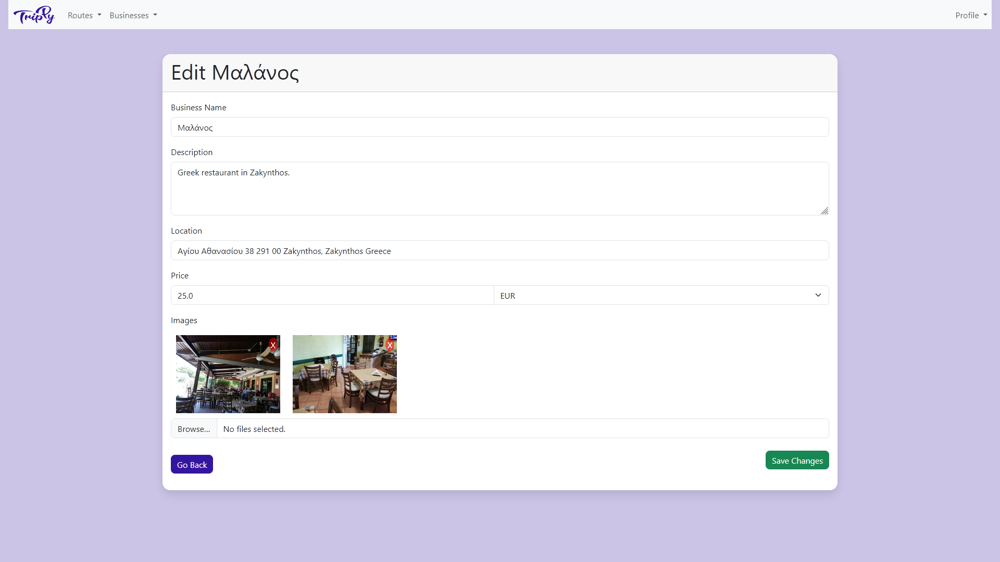 Triply Routes Businesses Profile
Edit Μαλάνος
Business Name
Μαλάνος
Description
Greek restaurant in Zakynthos.
Location
Αγίου Αθανασίου 38 291 00 Zakynthos, Zakynthos Greece
Price
25.0 EUR
Images
X X
Browse... No files selected.
Go Back Save Changes